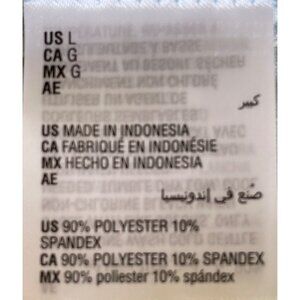 US L
CA G
MX G
AE
كبير
US MADE IN INDONESIA
CA FABRIQUÉ EN INDONÉSIE
MX HECHO EN INDONESIA
AE
صنع في إندونيسيا
US 90% POLYESTER 10%
SPANDEX
CA 90% POLYESTER 10% SPANDEX
MX 90% poliester 10% spándex